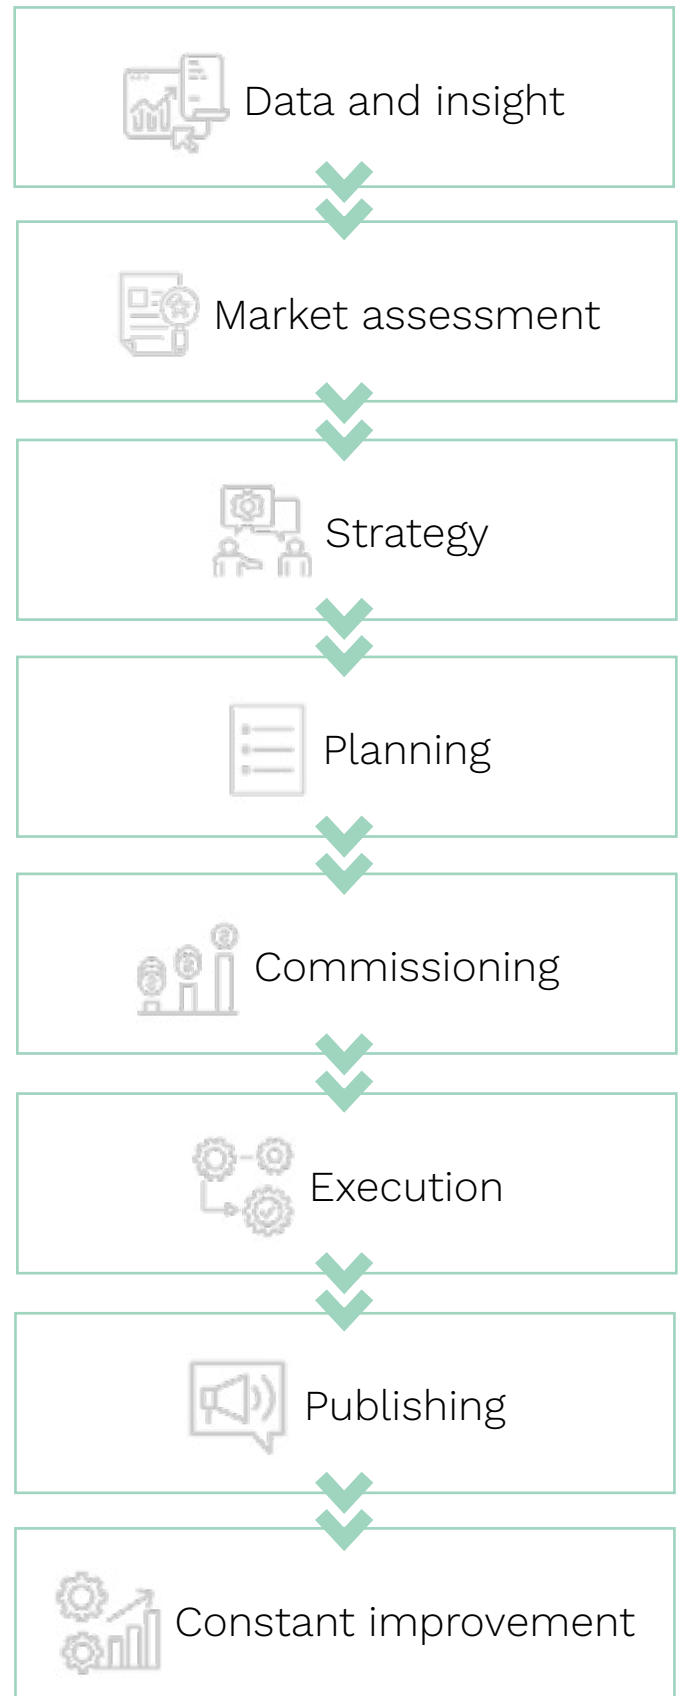 Data and insight
Market assessment
Strategy
Planning
Commissioning
Execution
Publishing
Constant improvement